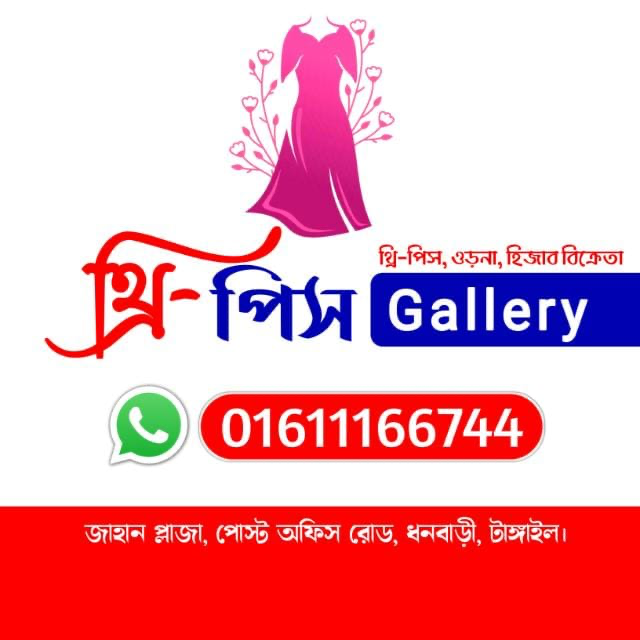 থ্রি-পিস, ওড়না, হিজাব বিক্রেতা
থ্রি-পিস Gallery
01611166744
জাহান প্লাজা, পোস্ট অফিস রোড, ধনবাড়ী, টাঙ্গাইল।